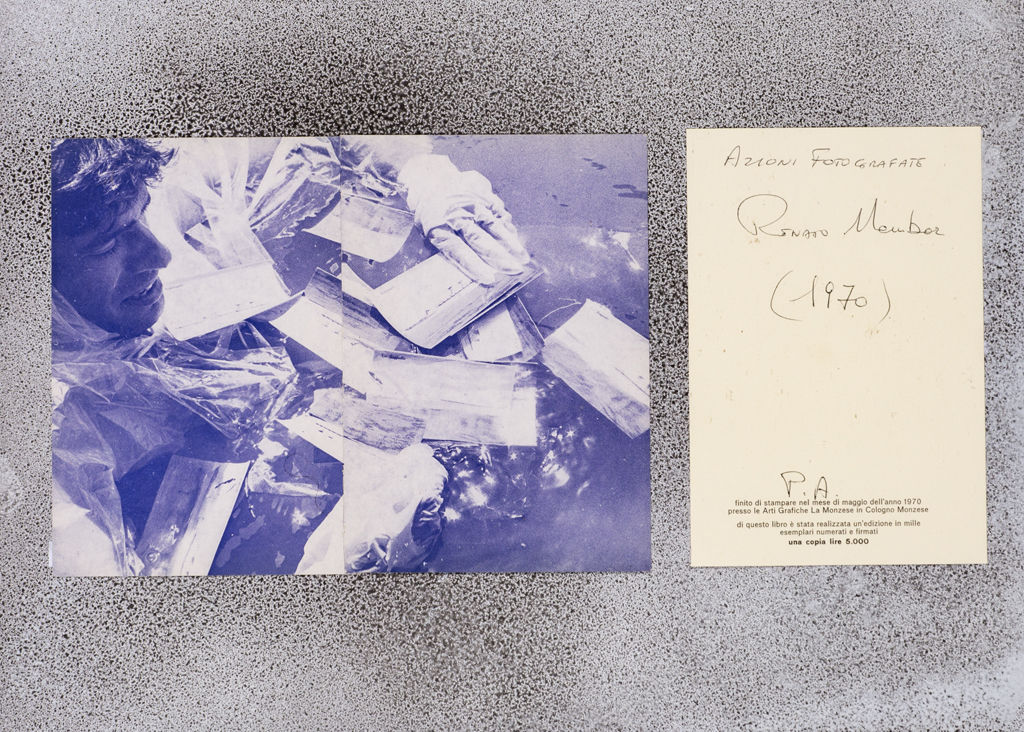 AZIONI FOTOGRAFATE
RENATO Mambor
(1970)
P.A.
finito di stampare nel mese di maggio dell'anno 1970
presso le Arti Grafiche La Monzese in Cologno Monzese
di questo libro è stata realizzata un'edizione in mille
esemplari numerati e firmati
una copia lire 5.000